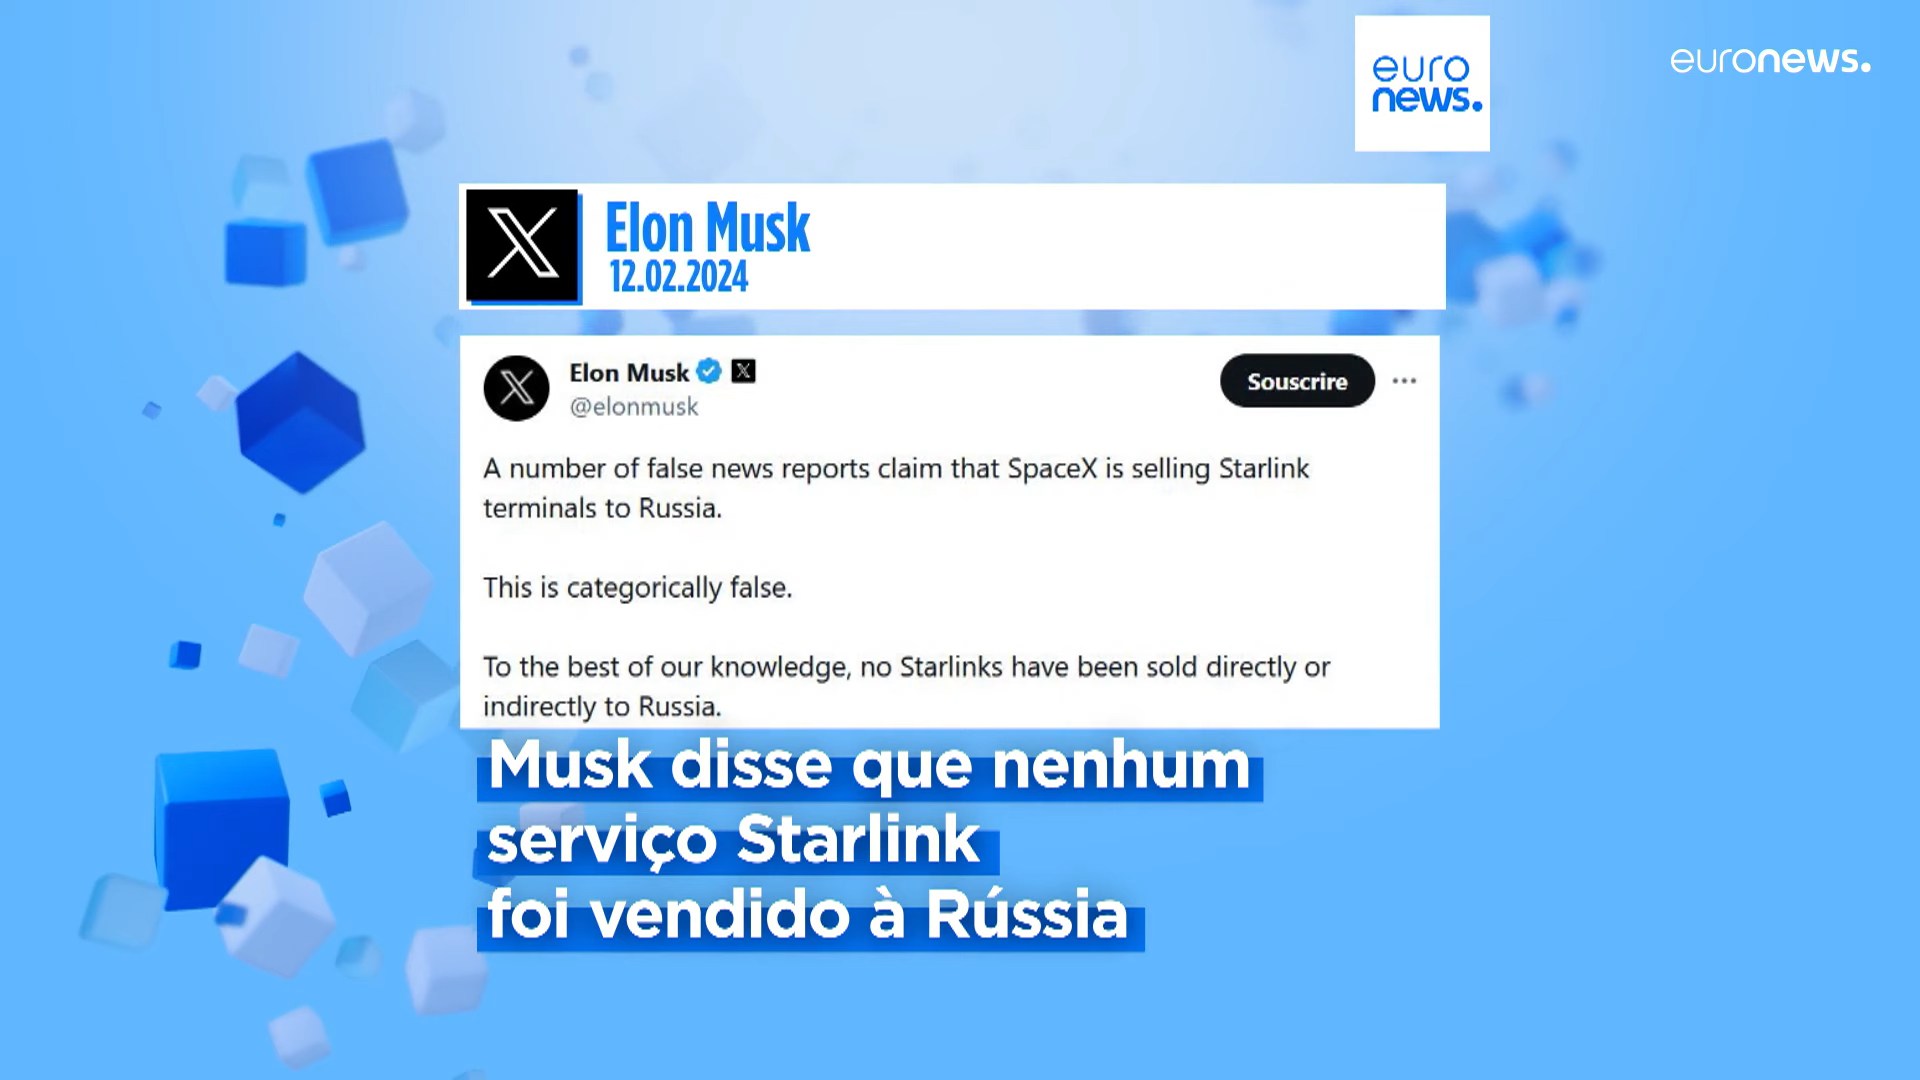 euro
news.
euronews.
Elon Musk
12.02.2024
Elon Musk
@elonmusk
Souscrire
A number of false news reports claim that SpaceX is selling Starlink
terminals to Russia.
This is categorically false.
To the best of our knowledge, no Starlinks have been sold directly or
indirectly to Russia.
Musk disse que nenhum
serviço Starlink
foi vendido à Rússia